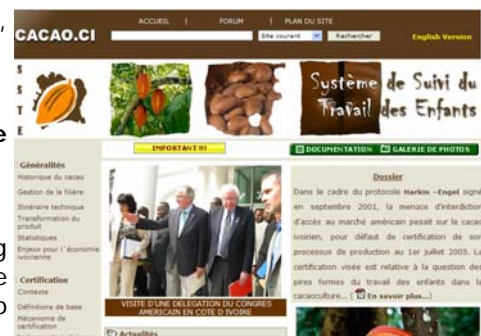 ACCUEIL | FORUM | PLAN DU SITE
CACAO.CI
Site courant
Rechercher
English Version
S
S
T
E
Système de Suivi du
Travail des Enfants
IMPORTANT !!!
DOCUMENTATION
GALERIE DE PHOTOS
Généralités
Historique du cacao
Gestion de la filière
Itinéraire technique
Transformation du
produit
Statistiques
Enjeux pour l'économie
ivoirienne
Certification
Contexte
Définitions de base
Mécanisme de
certification
VISITE D'UNE DELEGATION DU CONGRES
AMERICAIN EN COTE D IVOIRE
Actualités
Dossier
Dans le cadre du protocole Harkin -Engel signé
en septembre 2001, la menace d'interdiction
d'accès au marché américain pesait sur le cacao
ivoirien, pour défaut de certification de son
processus de production au 1er juillet 2005. La
certification visée est relative à la question des
pires formes du travail des enfants dans la
cacaoculture... ( En savoir plus...)